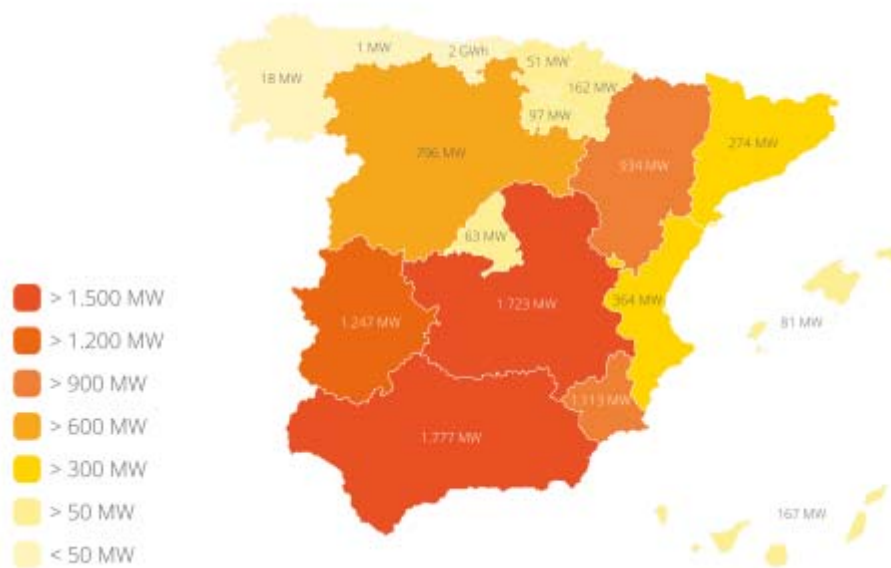 1 MW
2 GWh
51 MW
18 MW
162 MW
97 MW
796 MW
934 MW
274 MW
63 MW
> 1.500 MW
1.723 MW
364 MW
1.247 MW
81 MW
> 1.200 MW
> 900 MW
1.113 MW
> 600 MW
1.777 MW
> 300 MW
> 50 MW
167 MW
< 50 MW